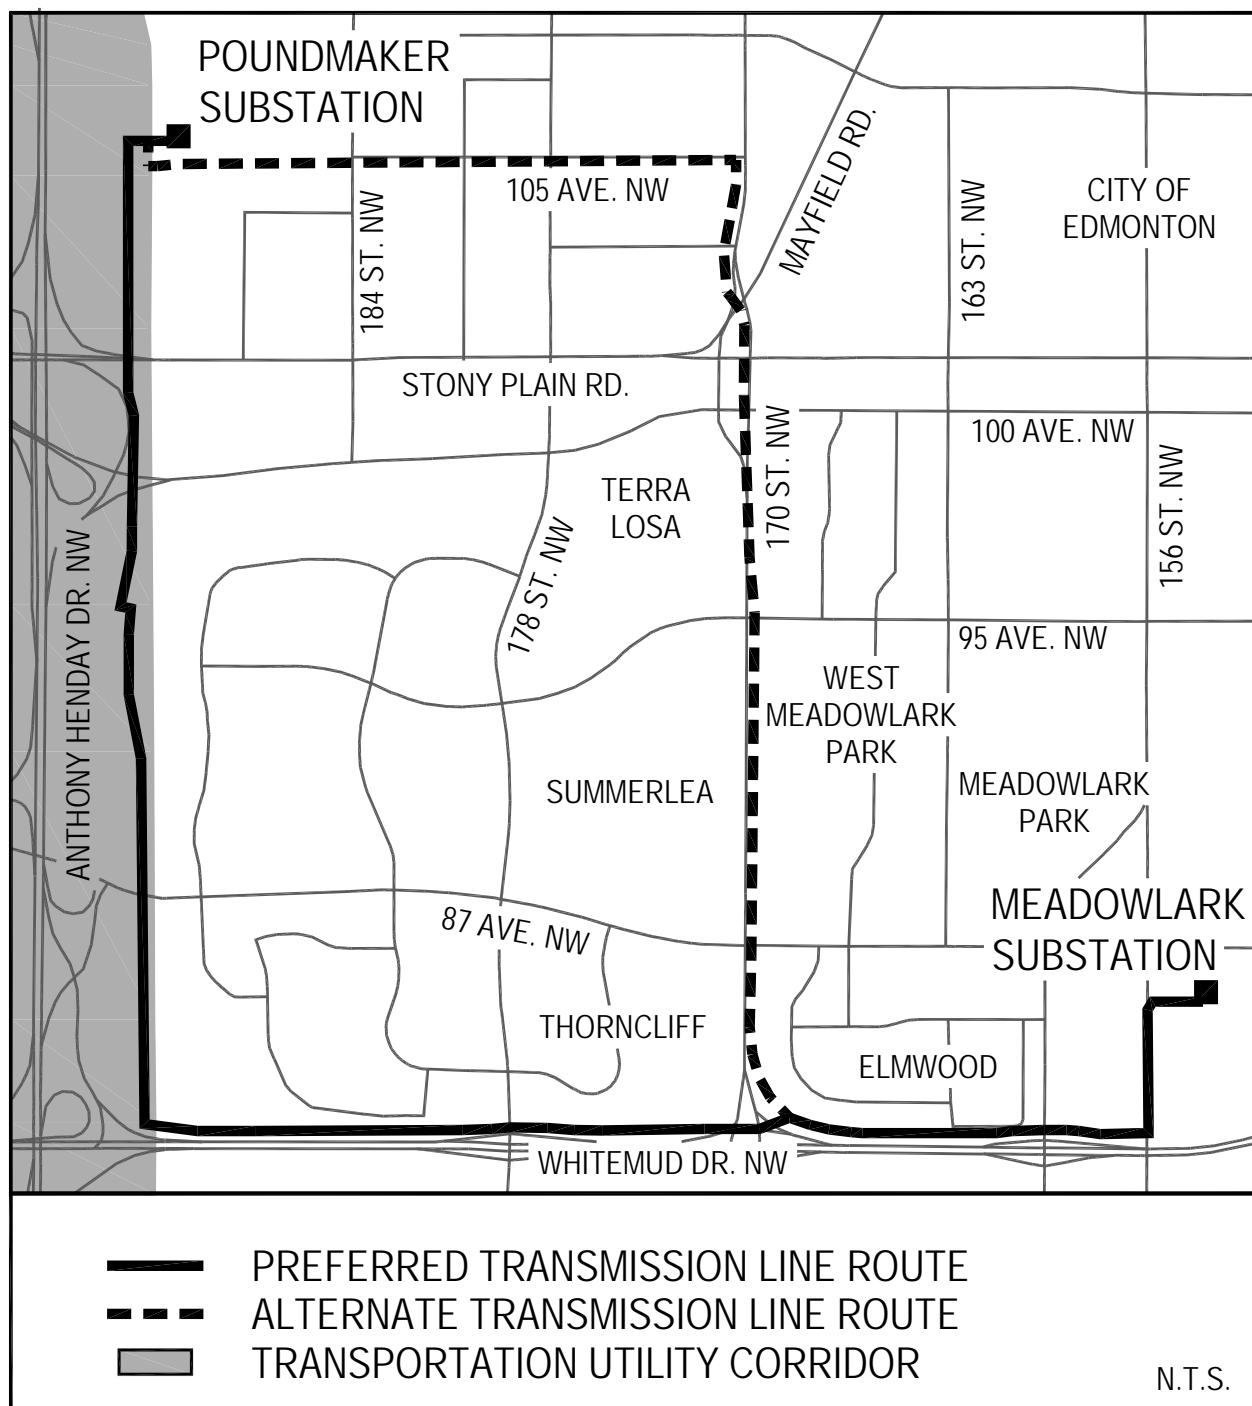 POUNDMAKER
SUBSTATION
MAYFIELD RD.
105 AVE. NW
CITY OF
EDMONTON
184 ST. NW
163 ST. NW
STONY PLAIN RD.
100 AVE. NW
170 ST. NW
156 ST. NW
TERRA
LOSA
178 ST. NW
ANTHONY HENDAY DR. NW
95 AVE. NW
WEST
MEADOWLARK
PARK
SUMMERLEA
MEADOWLARK
PARK
87 AVE. NW
MEADOWLARK
SUBSTATION
THORNCLIFF
ELMWOOD
WHITEMUD DR. NW
PREFERRED TRANSMISSION LINE ROUTE
ALTERNATE TRANSMISSION LINE ROUTE
TRANSPORTATION UTILITY CORRIDOR
N.T.S.